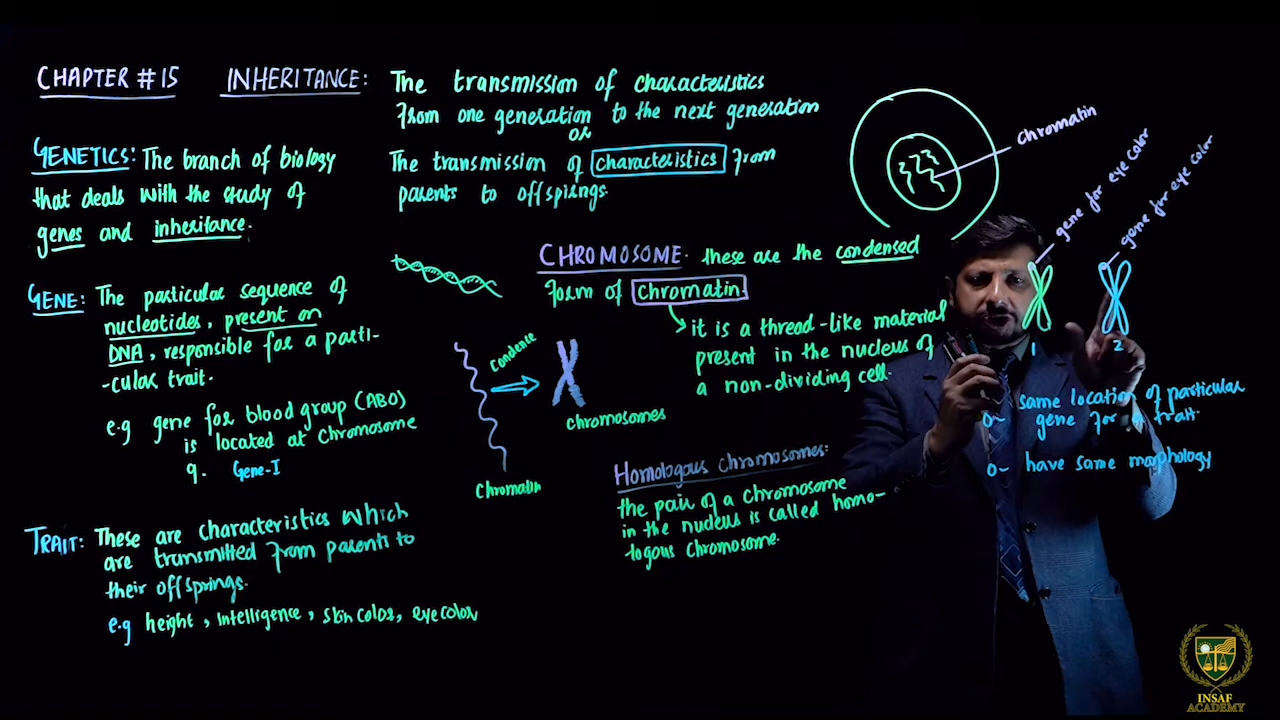 CHAPTER #15 INHERITANCE: The transmission of characteristics
from one generation to the next generation
OR
The transmission of characteristics from
parents to offsprings.
GENETICS: The branch of biology
that deals with the study of
genes and inheritance.
GENE: The particular sequence of
nucleotides, present on
DNA, responsible for a parti-
-cular trait.
e.g gene for blood group (ABO)
is located at Chromosome
9. Gene-I
TRAIT: These are characteristics which
are transmitted from parents to
their offsprings.
e.g height, intelligence, skin color, eye color
CHROMOSOME. these are the condensed
form of chromatin.
it is a thread-like material
present in the nucleus of
a non-dividing cell.
Condence
chromosomes
Chromatin
Homologous chromosomes:
the pair of a chromosome
in the nucleus is called homo-
logous chromosome.
chromatin
gene for eye color
gene for eye color
1
2
o- same location of particular
gene for trait.
o- have same morphology
INSAF
ACADEMY